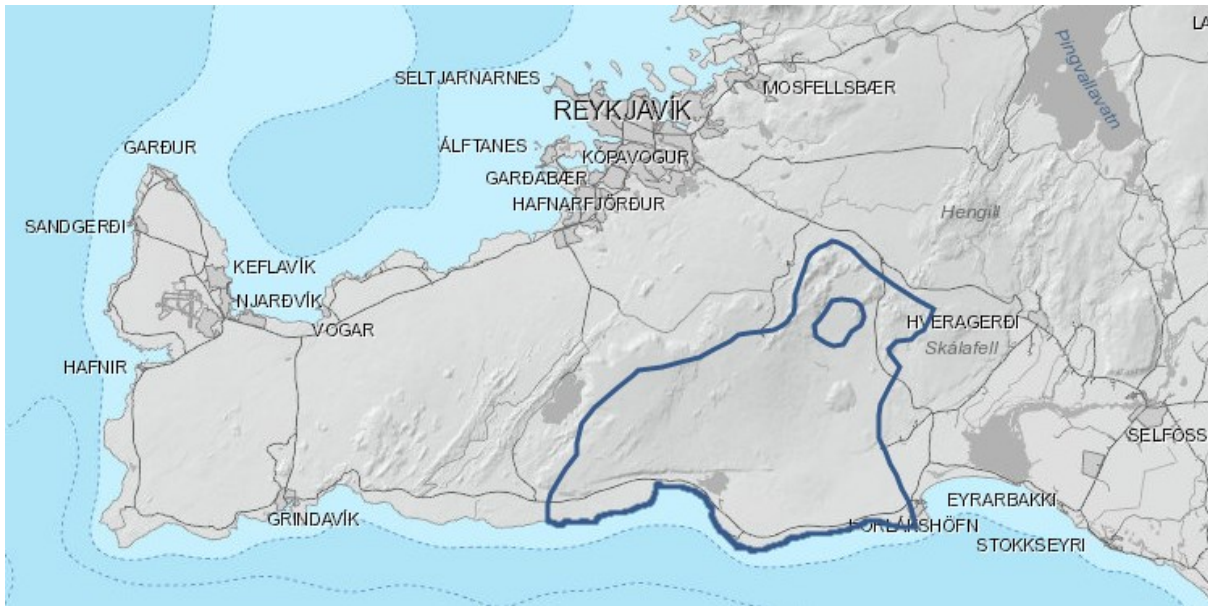 LA
Þingvallavatn
SELTJARNARNES
MOSFELLSBÆR
REYKJAVÍK
GARÐUR
ÁLFTANES
KÓPAVOGUR
GARÐABÆR
HAFNARFJÖRÐUR
Hengill
SANDGERÐI
KEFLAVÍK
NJARÐVÍK
VOGAR
HVERAGERÐI
Skálafell
HAFNIR
SELFOSS
EYRARBAKKI
GRINDAVÍK
ÞORLÁKSHÖFN
STOKKSEYRI